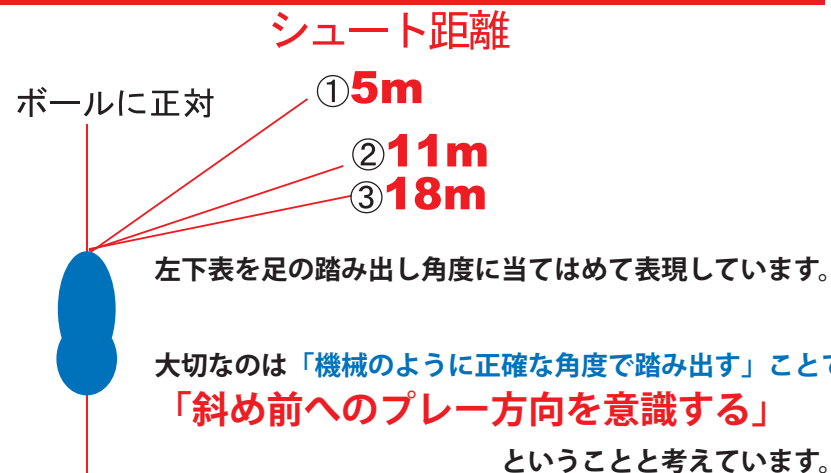 シュート距離
①5m
ボールに正対
②11m
③18m
左下表を足の踏み出し角度に当てはめて表現しています。
大切なのは「機械のように正確な角度で踏み出す」ことで
「斜め前へのプレー方向を意識する」
ということと考えています。